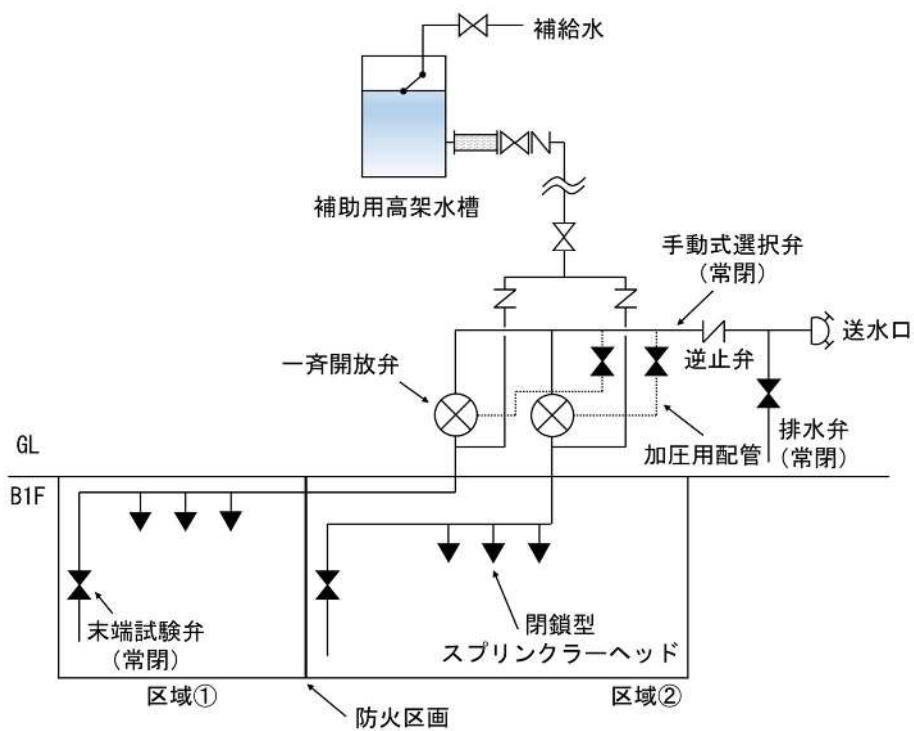 補給水
補助用高架水槽
手動式選択弁
（常閉）
送水口
逆止弁
一斉開放弁
加圧用配管
排水弁
（常閉）
GL
B1F
末端試験弁
（常閉）
閉鎖型
スプリンクラーヘッド
区域①
区域②
防火区画